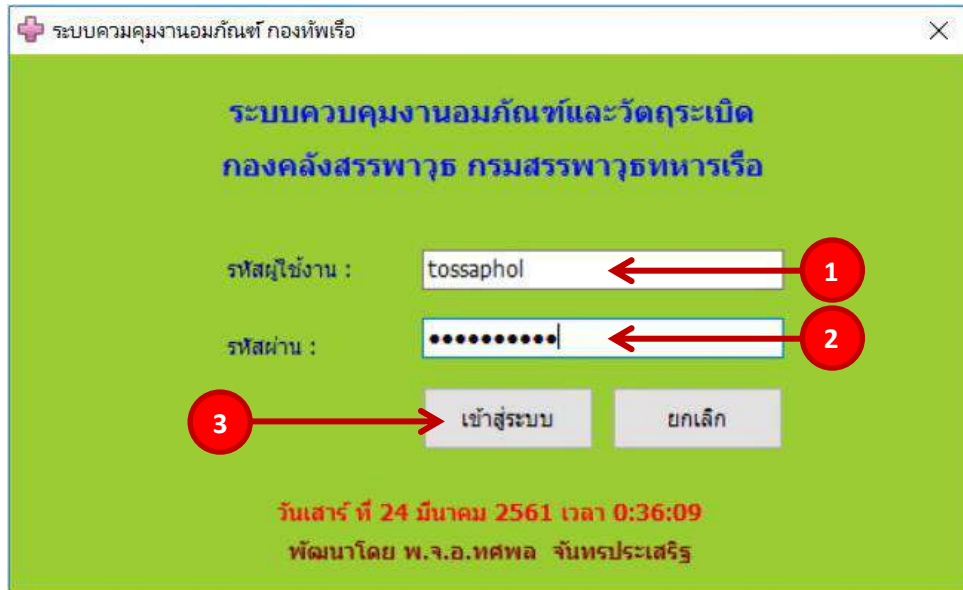 ระบบควมคุมงานอมภัณฑ์ กองทัพเรือ
ระบบควบคุมงานอมภัณฑ์และวัตถุระเบิด
กองคลังสรรพาวุธ กรมสรรพาวุธทหารเรือ
รหัสผู้ใช้งาน : tossaphol 1
รหัสผ่าน : •••••••••• 2
3 เข้าสู่ระบบ ยกเลิก
วันเสาร์ ที่ 24 มีนาคม 2561 เวลา 0:36:09
พัฒนาโดย พ.จ.อ.ทศพล จันทรประเสริฐ